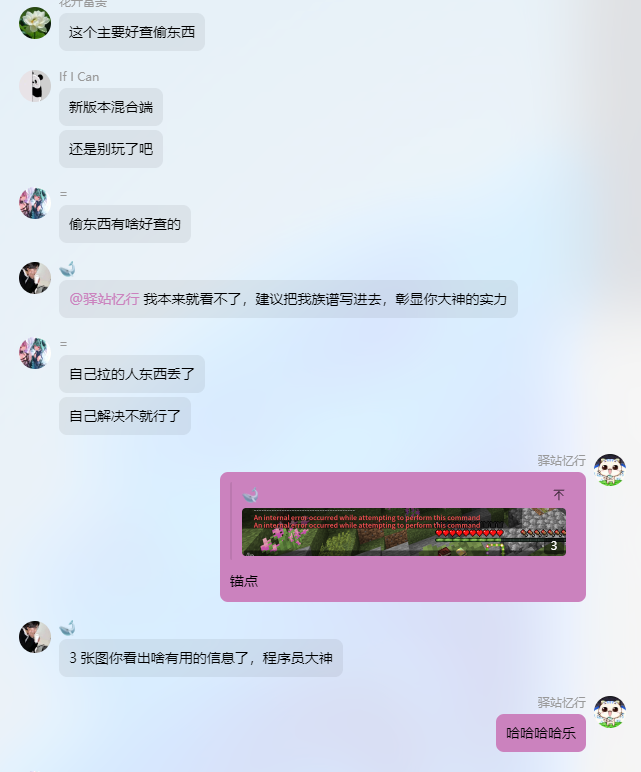 花开富贵
这个主要好查偷东西
If I Can
新版本混合端
还是别玩了吧
=
偷东西有啥好查的
@驿站忆行 我本来就看不了，建议把我族谱写进去，彰显你大神的实力
=
自己拉的人东西丢了
自己解决不就行了
驿站忆行
不
An internal error occurred while attempting to perform this command
An internal error occurred while attempting to perform this command
3
锚点
3 张图你看出啥有用的信息了，程序员大神
驿站忆行
哈哈哈哈乐